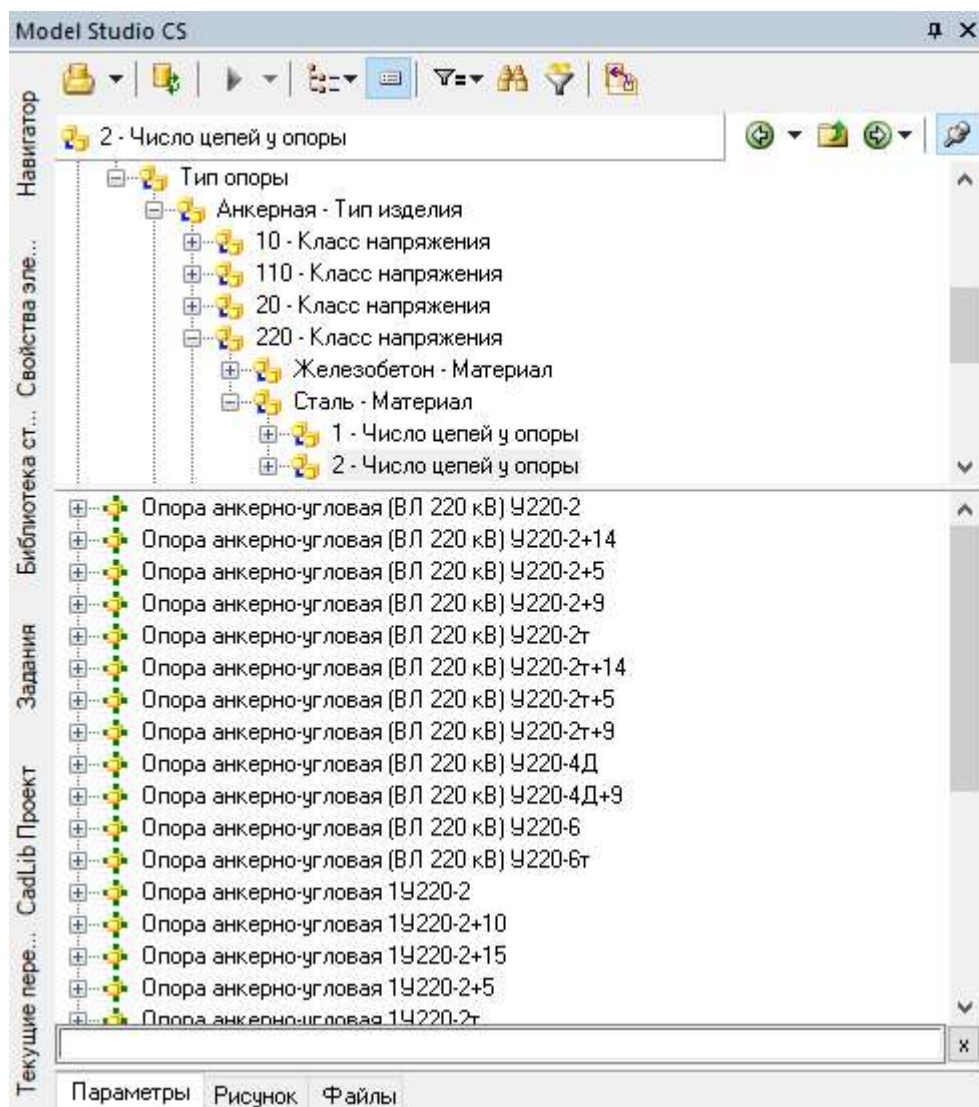 Model Studio CS
2 - Число цепей у опоры
Тип опоры
Анкерная - Тип изделия
10 - Класс напряжения
110 - Класс напряжения
20 - Класс напряжения
220 - Класс напряжения
Железобетон - Материал
Сталь - Материал
1 - Число цепей у опоры
2 - Число цепей у опоры
Опора анкерно-угловая (ВЛ 220 кВ) У220-2
Опора анкерно-угловая (ВЛ 220 кВ) У220-2+14
Опора анкерно-угловая (ВЛ 220 кВ) У220-2+5
Опора анкерно-угловая (ВЛ 220 кВ) У220-2+9
Опора анкерно-угловая (ВЛ 220 кВ) У220-2т
Опора анкерно-угловая (ВЛ 220 кВ) У220-2т+14
Опора анкерно-угловая (ВЛ 220 кВ) У220-2т+5
Опора анкерно-угловая (ВЛ 220 кВ) У220-2т+9
Опора анкерно-угловая (ВЛ 220 кВ) У220-4Д
Опора анкерно-угловая (ВЛ 220 кВ) У220-4Д+9
Опора анкерно-угловая (ВЛ 220 кВ) У220-6
Опора анкерно-угловая (ВЛ 220 кВ) У220-6т
Опора анкерно-угловая 1У220-2
Опора анкерно-угловая 1У220-2+10
Опора анкерно-угловая 1У220-2+15
Опора анкерно-угловая 1У220-2+5
Опора анкерно-угловая 1У220-2т
x
Параметры Рисунок Файлы
Навигатор
Свойства эле...
Библиотека ст...
Задания
CadLib Проект
Текущие пере...